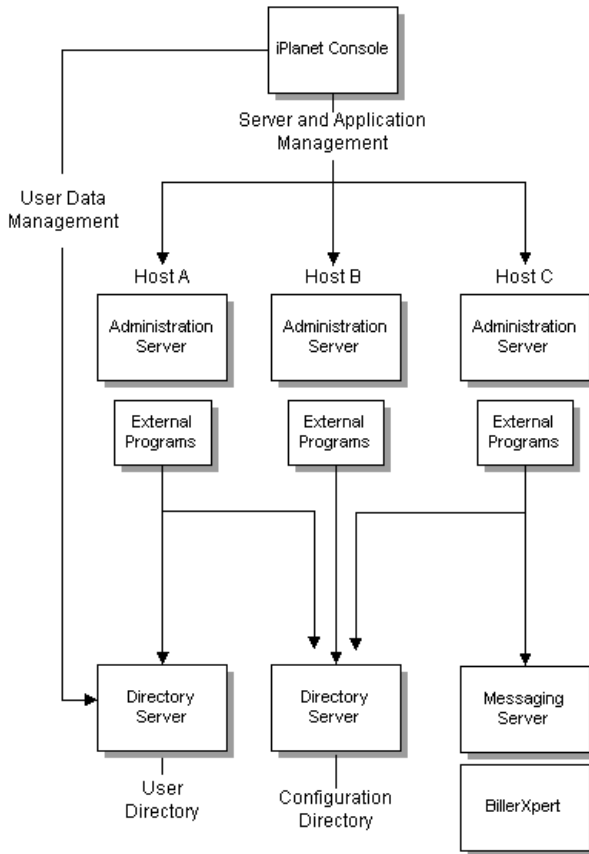 iPlanet Console
Server and Application
Management
User Data
Management
Host A
Host B
Host C
Administration
Server
Administration
Server
Administration
Server
External
Programs
External
Programs
External
Programs
Directory
Server
Directory
Server
Messaging
Server
User
Directory
Configuration
Directory
BillerXpert